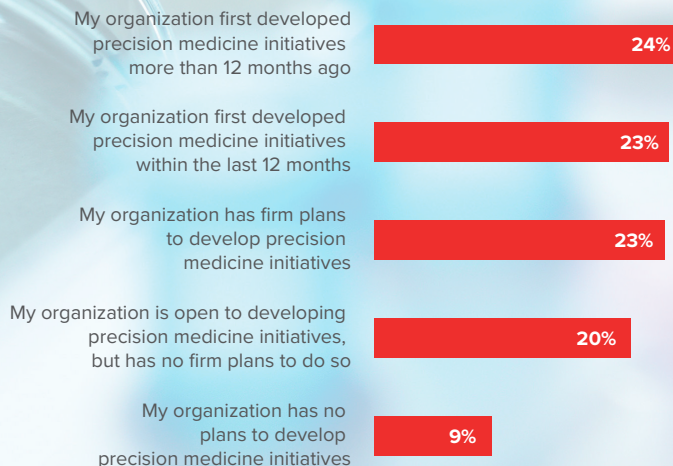 My organization first developed
precision medicine initiatives
more than 12 months ago
24%
My organization first developed
precision medicine initiatives
within the last 12 months
23%
My organization has firm plans
to develop precision
medicine initiatives
23%
My organization is open to developing
precision medicine initiatives,
but has no firm plans to do so
20%
My organization has no
plans to develop
precision medicine initiatives
9%